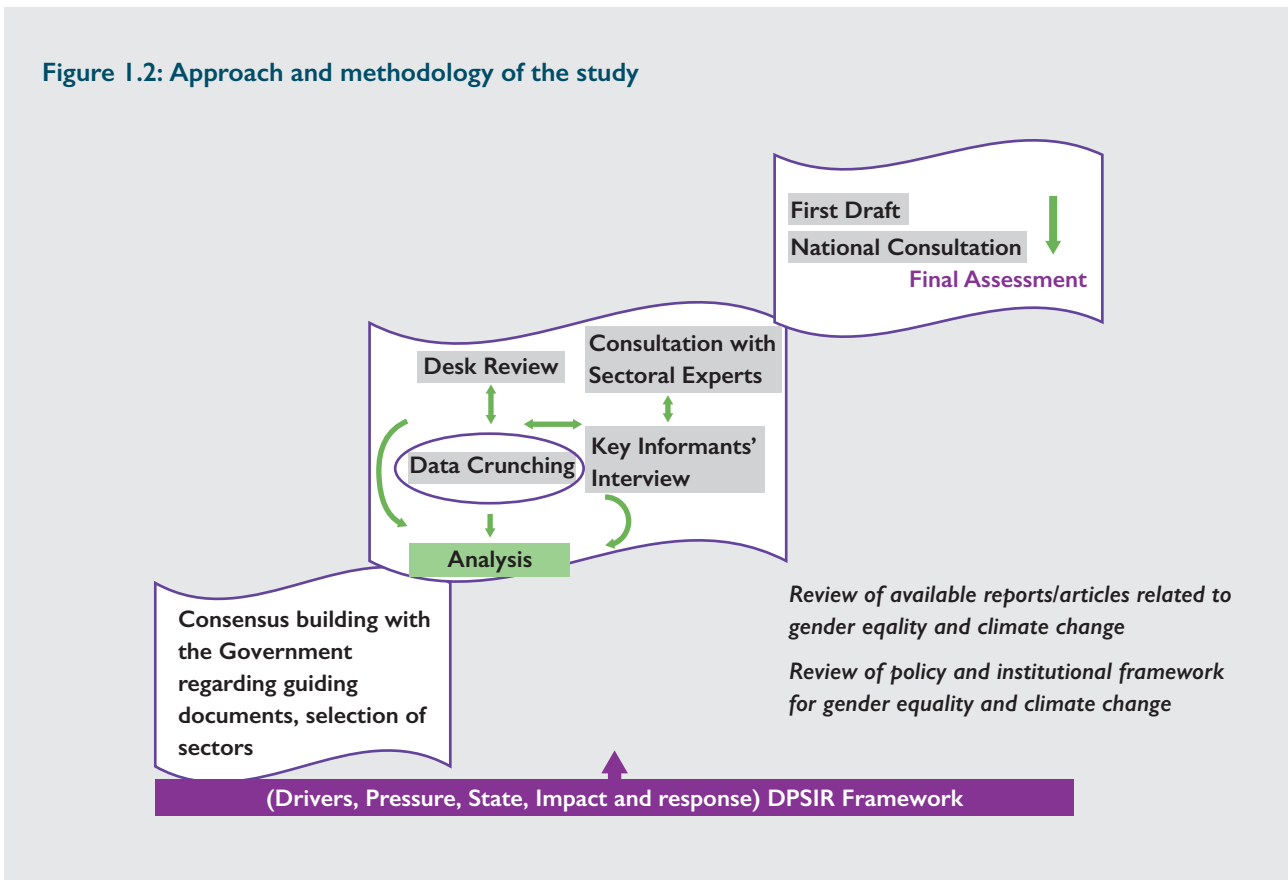 Figure 1.2: Approach and methodology of the study
First Draft
National Consultation
Final Assessment
Desk Review
Consultation with
Sectoral Experts
Data Crunching
Key Informants’
Interview
Analysis
Consensus building with
the Government
regarding guiding
documents, selection of
sectors
Review of available reports/articles related to
gender eqality and climate change
Review of policy and institutional framework
for gender equality and climate change
(Drivers, Pressure, State, Impact and response) DPSIR Framework